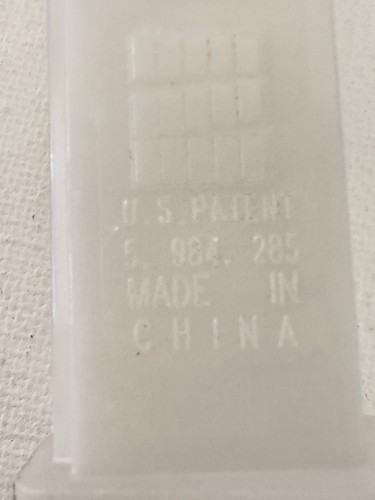 U.S. PATENT
5. 984. 285
MADE IN
CHINA